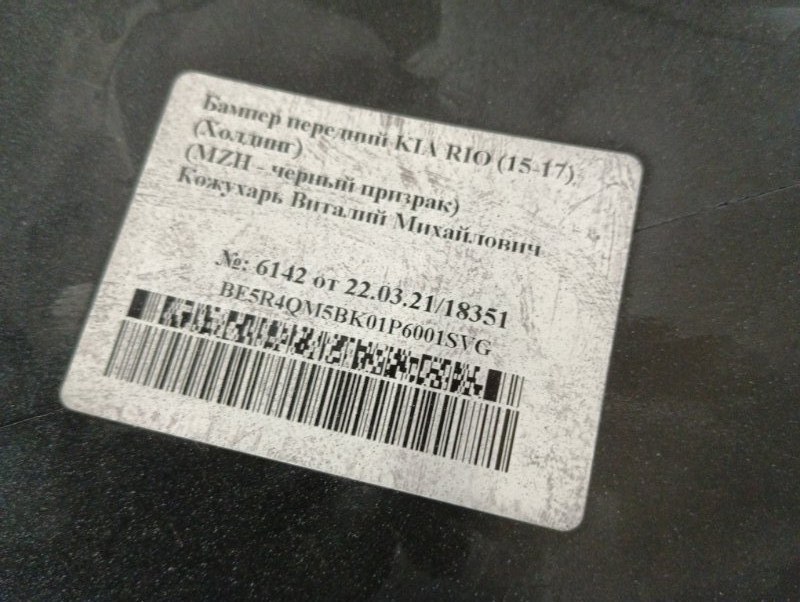 Бампер передний KIA RIO (15-17)
(Холдинг)
(MZH - черный призрак)
Кожухарь Виталий Михайлович
№: 6142 от 22.03.21/18351
BE5R4QM5BK01P6001SVG